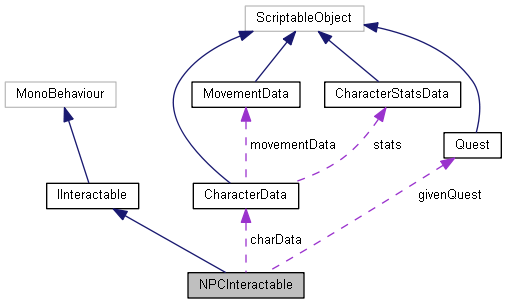 ScriptableObject
MonoBehaviour
MovementData
CharacterStatsData
Quest
movementData
stats
IInteractable
CharacterData
givenQuest
charData
NPCInteractable